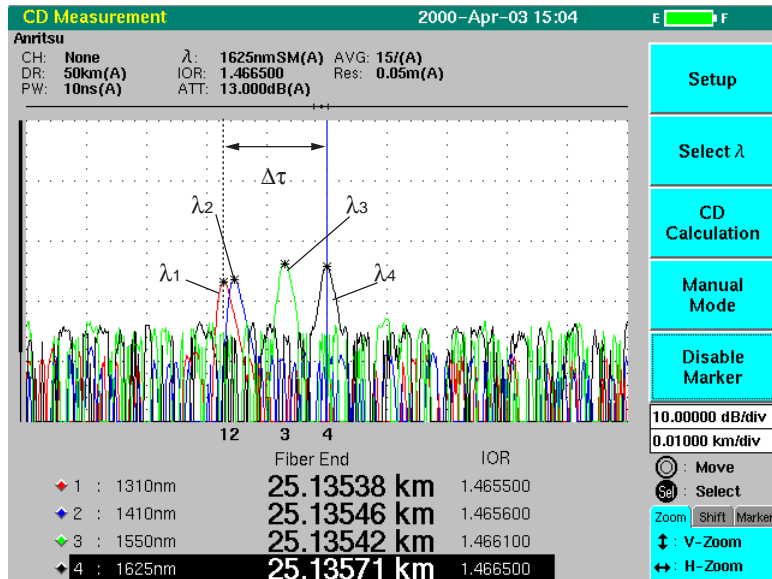 CD Measurement 2000-Apr-03 15:04 E F
Anritsu
CH: None λ: 1625nmSM(A) AVG: 15/(A)
DR: 50km(A) IOR: 1.466500 Res: 0.05m(A)
PW: 10ns(A) ATT: 13.000dB(A)
Δτ
λ2 λ3
λ1 λ4
12 3 4
Fiber End IOR
1 : 1310nm 25.13538 km 1.465500
2 : 1410nm 25.13546 km 1.465600
3 : 1550nm 25.13542 km 1.466100
4 : 1625nm 25.13571 km 1.466500
Setup
Select λ
CD
Calculation
Manual
Mode
Disable
Marker
10.00000 dB/div
0.01000 km/div
: Move
Sel : Select
Zoom Shift Marker
: V-Zoom
: H-Zoom